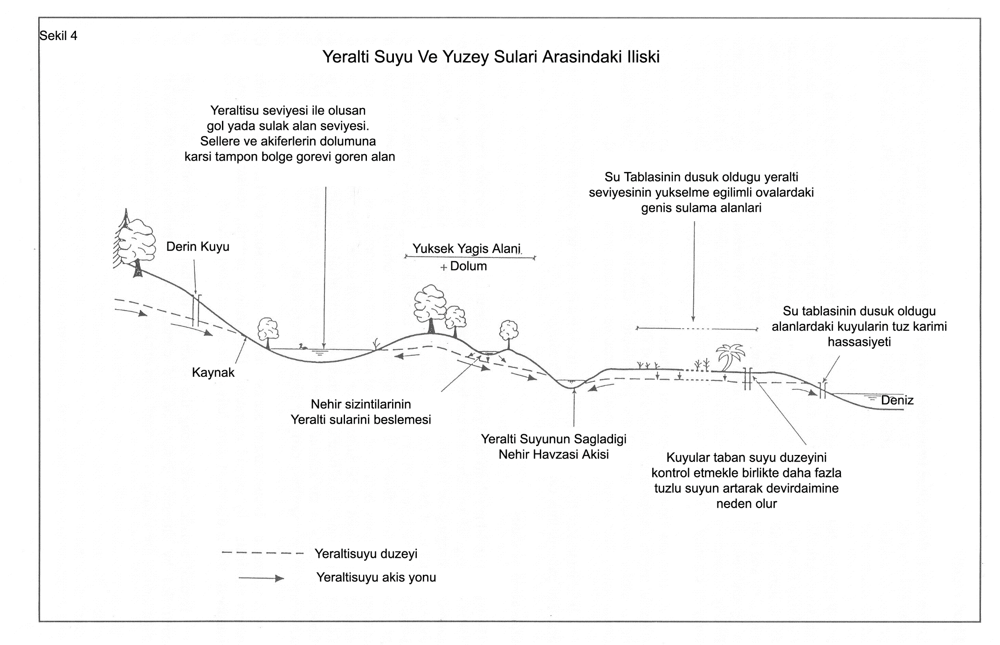 Sekil 4
Yeralti Suyu Ve Yuzey Sulari Arasindaki Iliski
Yeraltisu seviyesi ile olusan
gol yada sulak alan seviyesi.
Sellere ve akiferlerin dolumuna
karsi tampon bolge gorevi goren alan
Su Tablasinin dusuk oldugu yeralti
seviyesinin yukselme egilimli ovalardaki
genis sulama alanlari
Derin Kuyu
Yuksek Yagis Alani
+ Dolum
Su tablasinin dusuk oldugu
alanlardaki kuyularin tuz karimi
hassasiyeti
Kaynak
Deniz
Nehir sizintilarinin
Yeralti sularini beslemesi
Yeralti Suyunun Sagladigi
Nehir Havzasi Akisi
Kuyular taban suyu duzeyini
kontrol etmekle birlikte daha fazla
tuzlu suyun artarak devirdaimine
neden olur
Yeraltisuyu duzeyi
Yeraltisuyu akis yonu